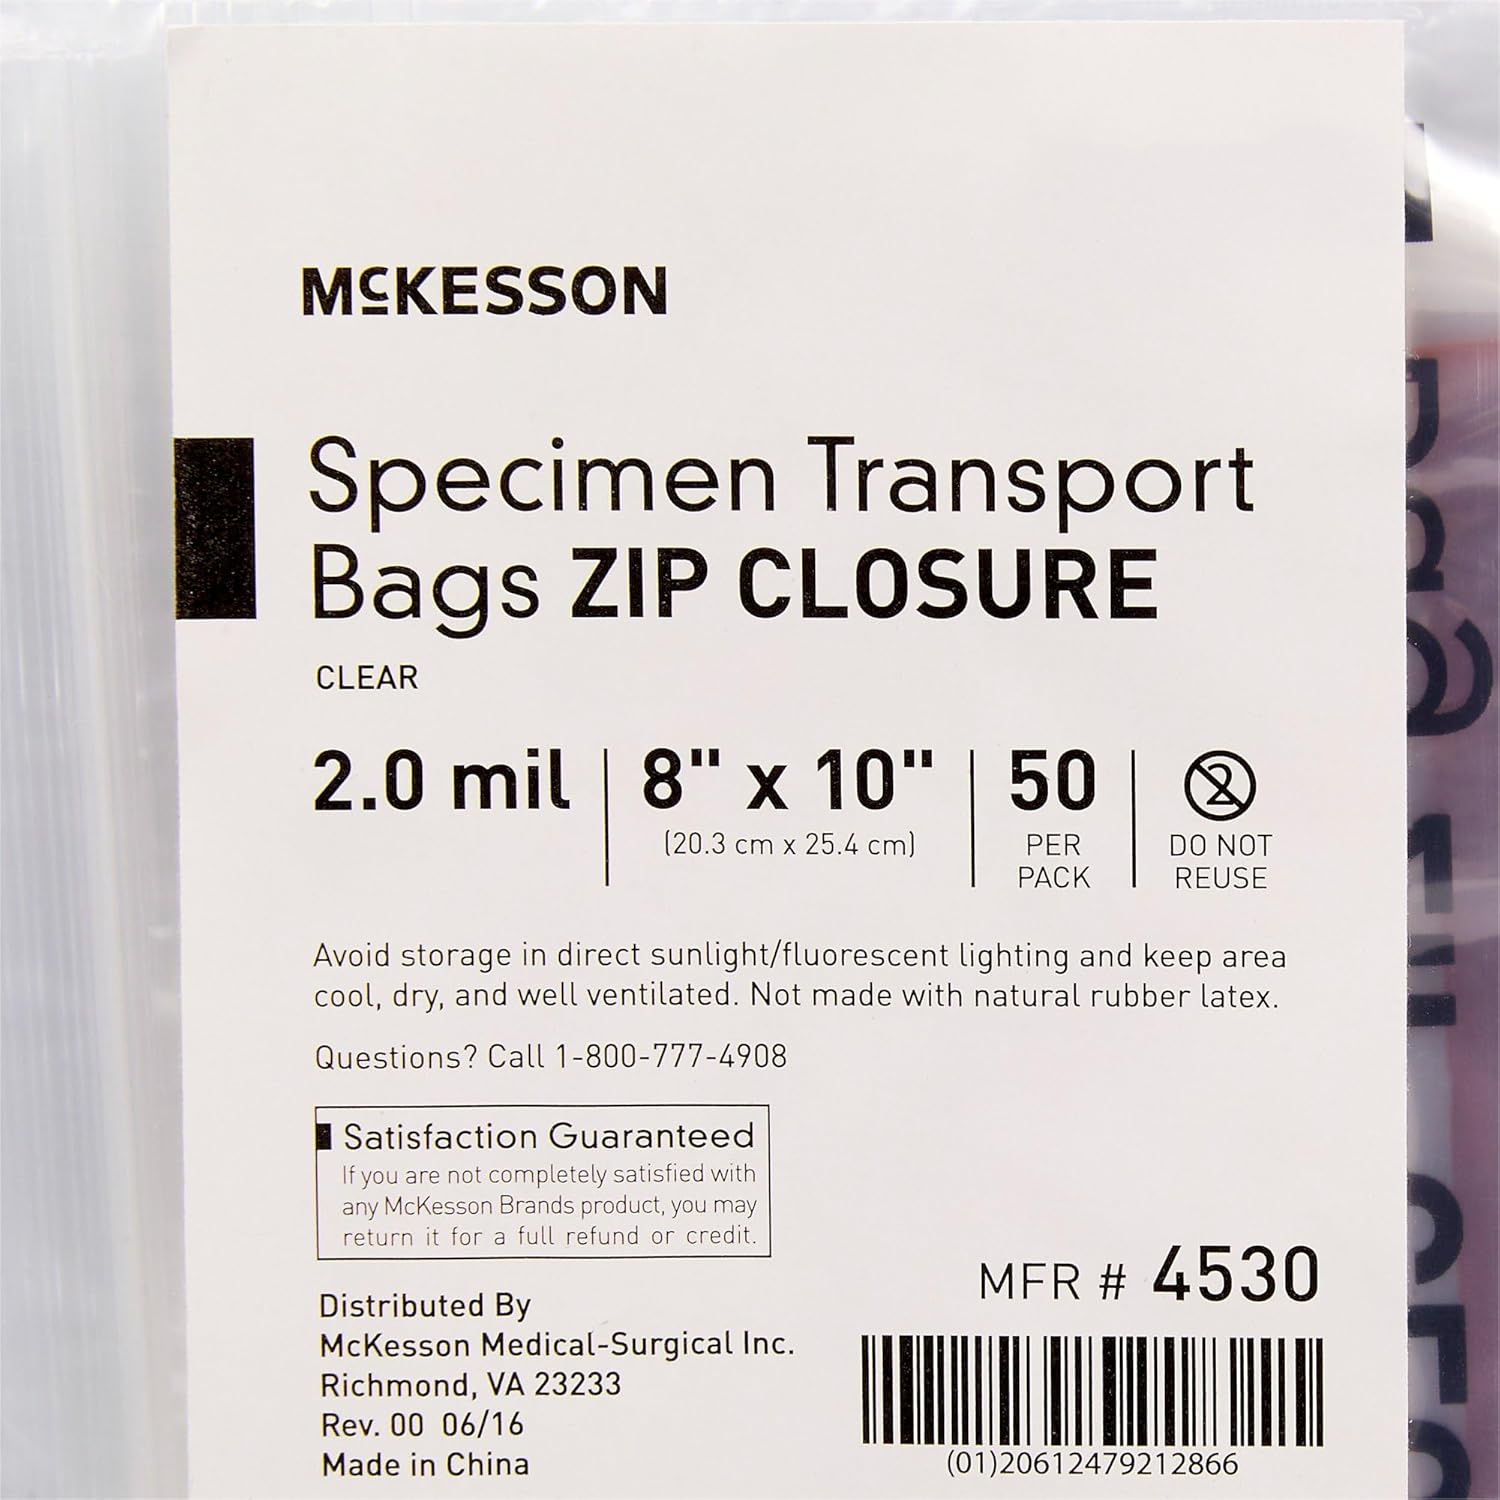 McKESSON
Specimen Transport
Bags ZIP CLOSURE
CLEAR
2.0 mil
8" x 10"
(20.3 cm x 25.4 cm)
50
PER
PACK
2
DO NOT
REUSE
Avoid storage in direct sunlight/fluorescent lighting and keep area
cool, dry, and well ventilated. Not made with natural rubber latex.
Questions? Call 1-800-777-4908
Satisfaction Guaranteed
If you are not completely satisfied with
any McKesson Brands product, you may
return it for a full refund or credit.
Distributed By
McKesson Medical-Surgical Inc.
Richmond, VA 23233
Rev. 00 06/16
Made in China
MFR # 4530
(01)20612479212866